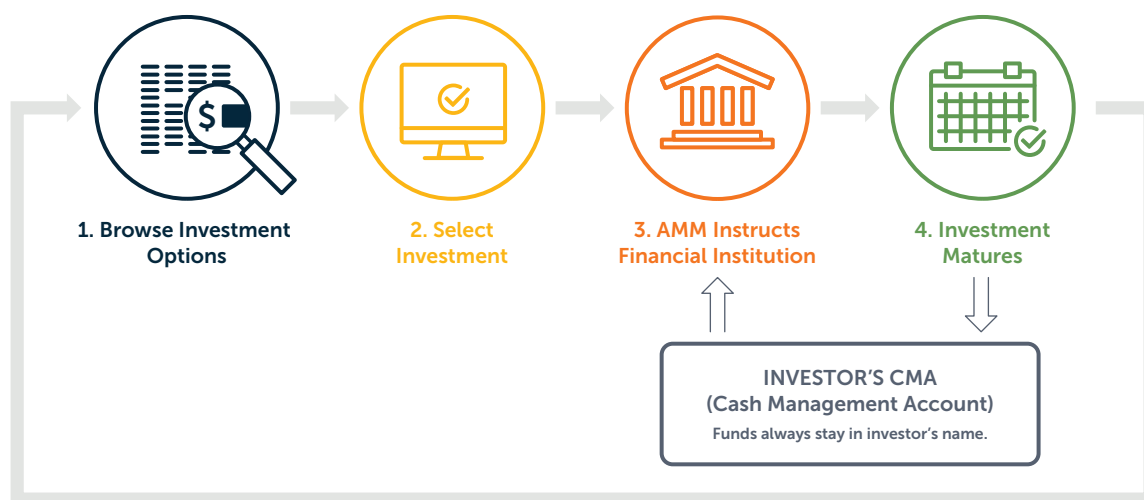 $
1. Browse Investment
Options
2. Select
Investment
3. AMM Instructs
Financial Institution
4. Investment
Matures
INVESTOR’S CMA
(Cash Management Account)
Funds always stay in investor’s name.